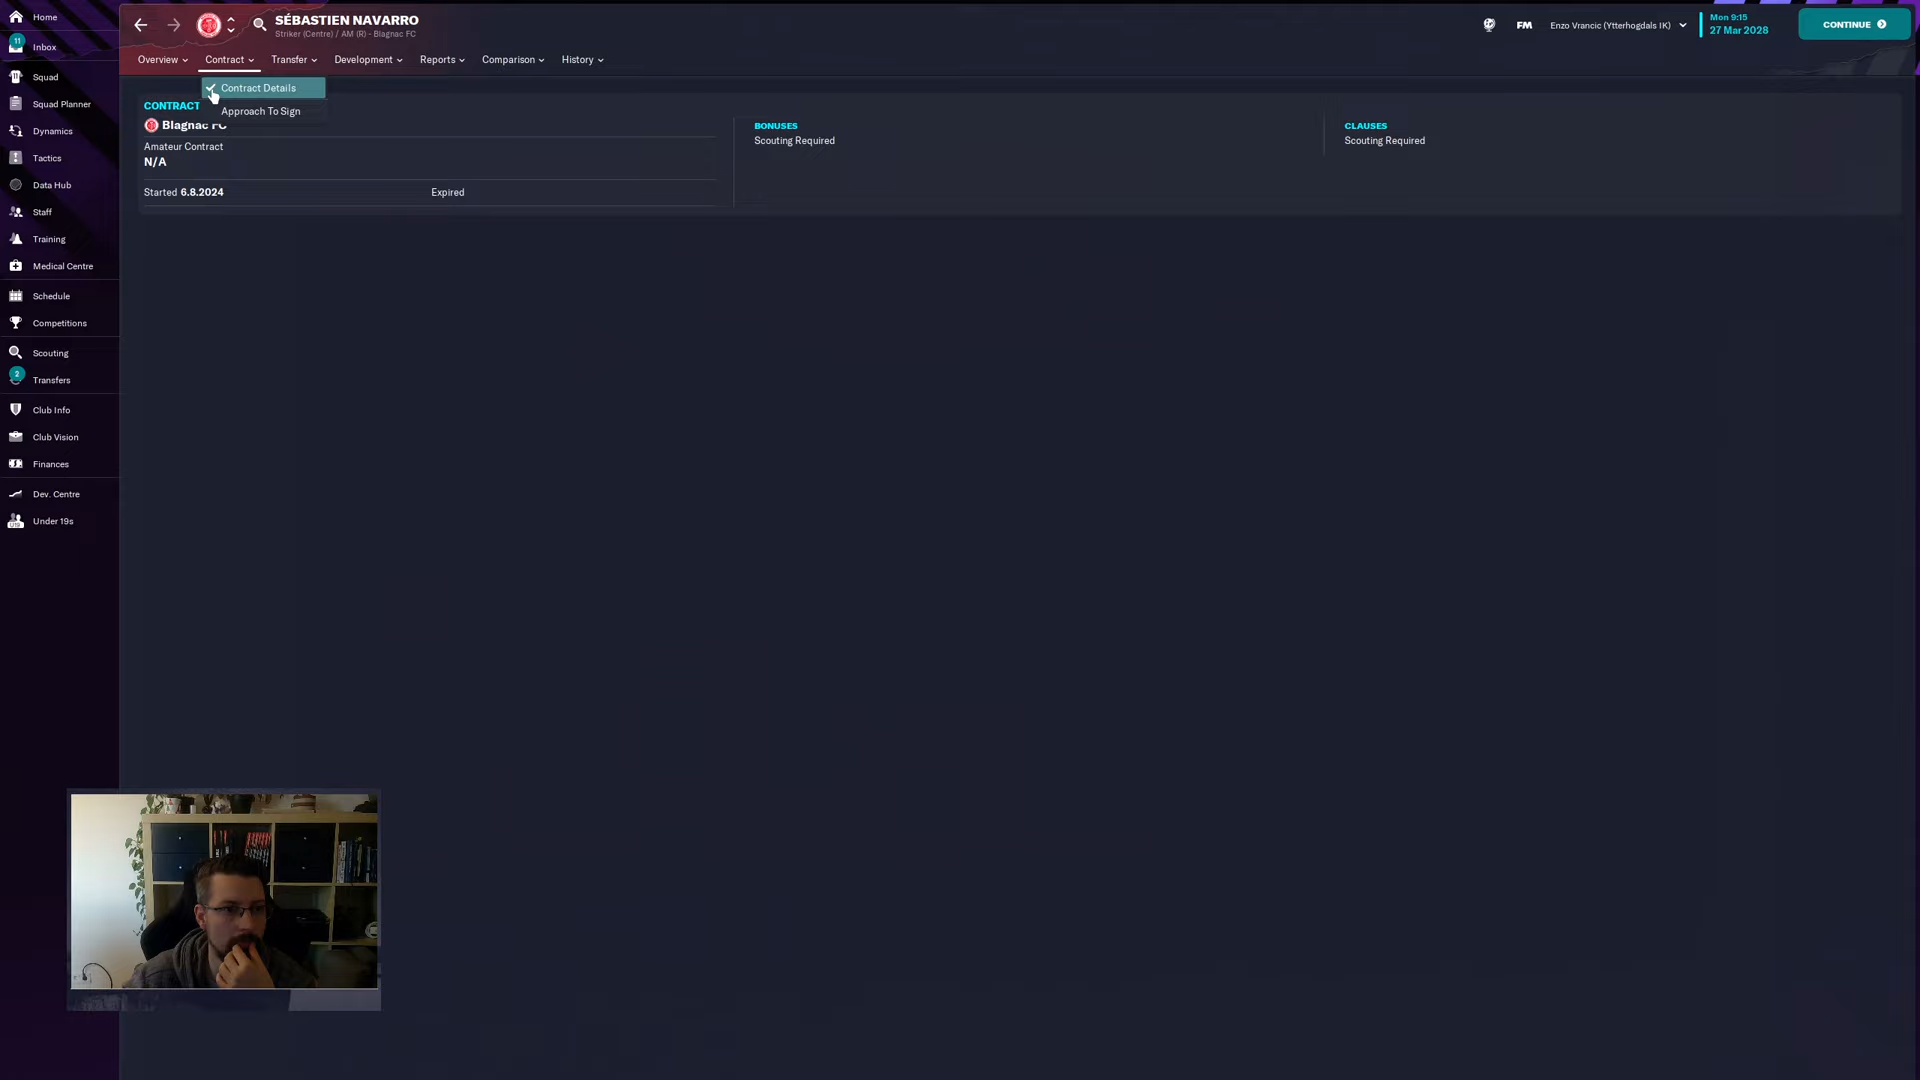 Home
11
Inbox
Squad
Squad Planner
Dynamics
Tactics
Data Hub
Staff
Training
Medical Centre
Schedule
Competitions
Scouting
2
Transfers
Club Info
Club Vision
Finances
Dev. Centre
U19
Under 19s
SÉBASTIEN NAVARRO
Striker (Centre) / AM (R) - Blagnac FC
FM
Enzo Vrancic (Ytterhogdals IK)
Mon 9:15
27 Mar 2028
CONTINUE
Overview
Contract
Transfer
Development
Reports
Comparison
History
Contract Details
Approach To Sign
CONTRACT
Blagnac FC
Amateur Contract
N/A
Started 6.8.2024
Expired
BONUSES
Scouting Required
CLAUSES
Scouting Required